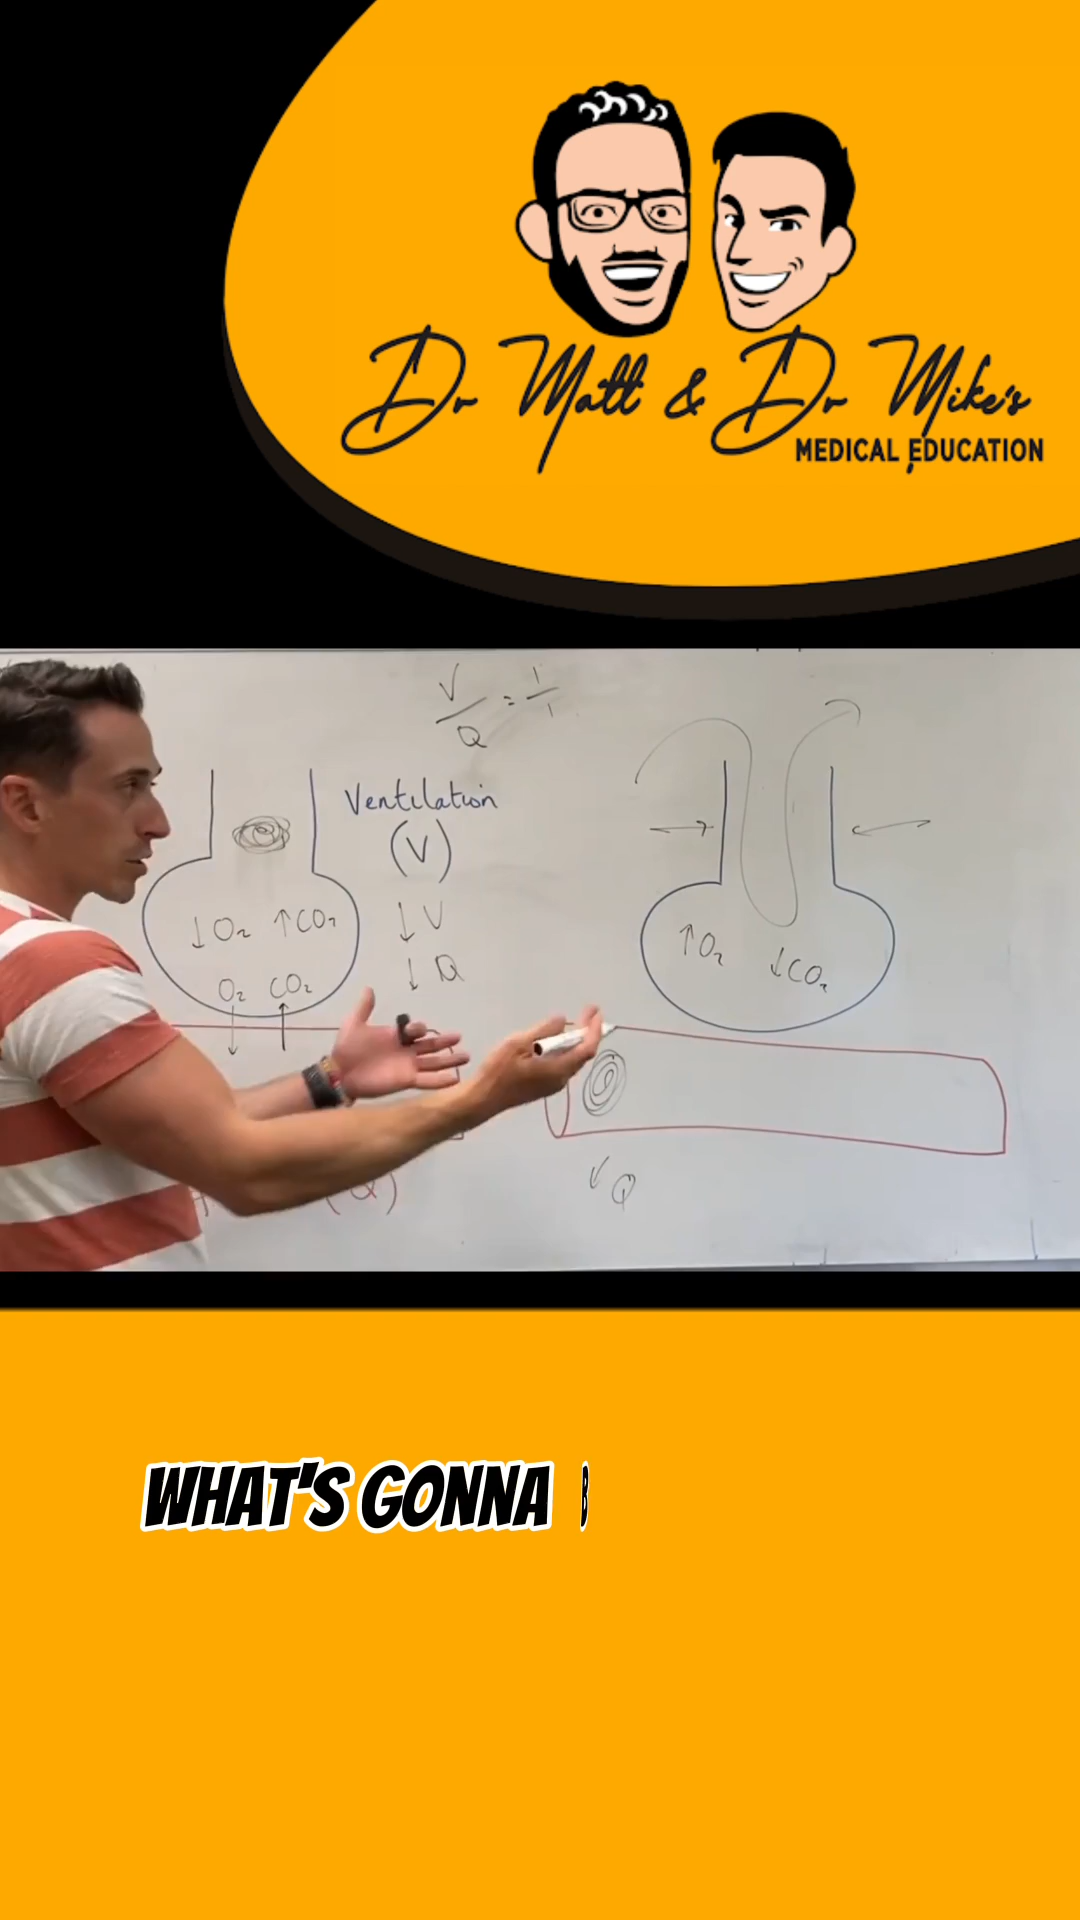 Dr Matt & Dr Mike's
MEDICAL EDUCATION
V/Q = 1/1
Ventilation
(V)
↓O₂ ↑CO₂
↓V
↓Q
O₂ CO₂
↑O₂
↓CO₂
(Q)
↓Q
WHAT'S GONNA B